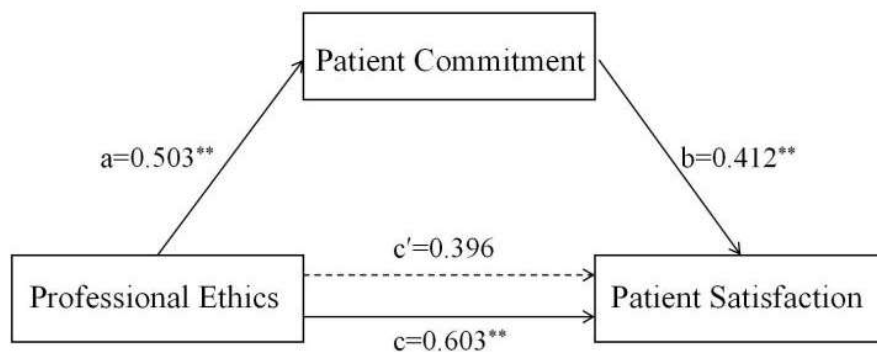 Patient Commitment
a=0.503**
b=0.412**
c′=0.396
Professional Ethics
Patient Satisfaction
c=0.603**